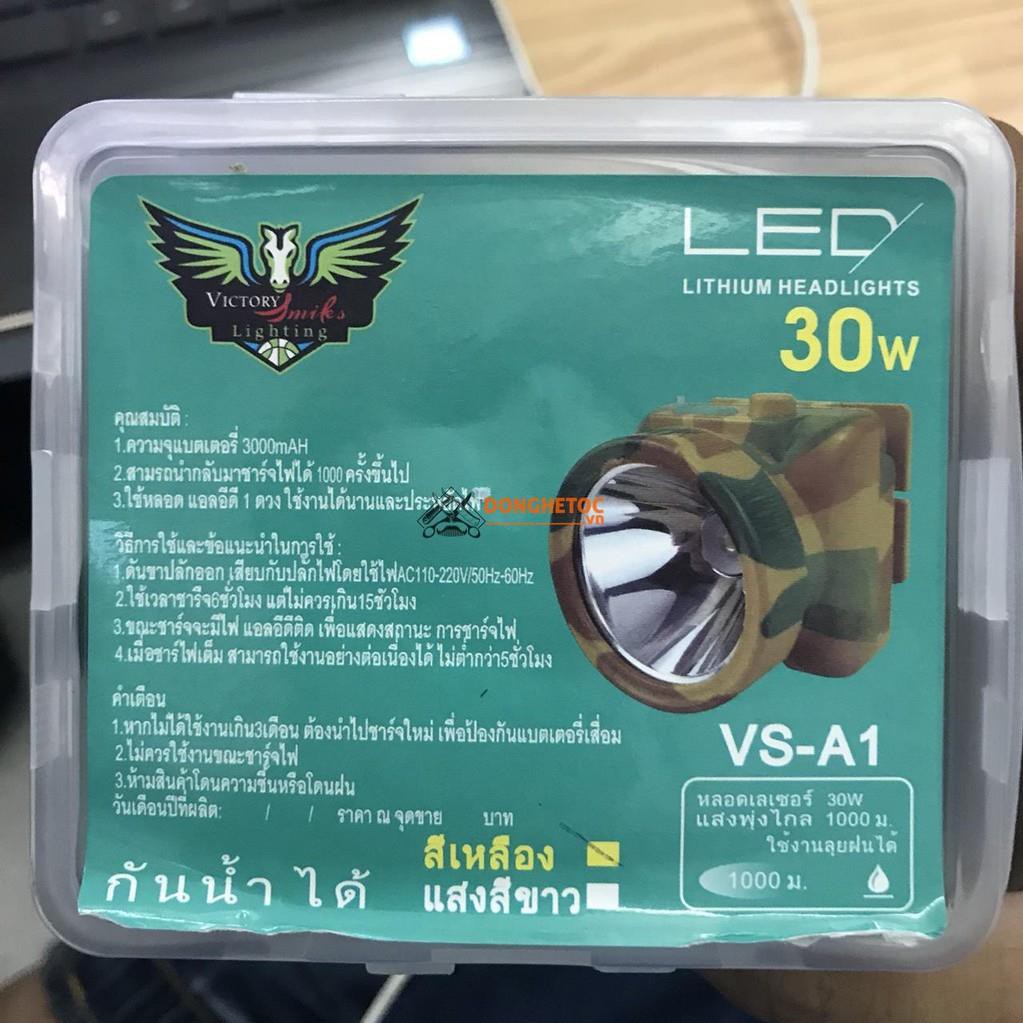 VICTORY Smiles
Lighting
LED
LITHIUM HEADLIGHTS
30W
คุณสมบัติ :
1.ความจุแบตเตอรี่ 3000mAH
2.สามารถนำกลับมาชาร์จไฟได้ 1000 ครั้งขึ้นไป
3.ใช้หลอด แอลอีดี 1 ดวง ใช้งานได้นานและ
DONGHETOC
.vn
วิธีการใช้และข้อแนะนำในการใช้ :
1.ดันขาปลั๊กออก เสียบกับปลั๊กไฟโดยใช้ไฟAC110-220V/50Hz-60Hz
2.ใช้เวลาชาร์จ6ชั่วโมง แต่ไม่ควรเกิน15ชั่วโมง
3.ขณะชาร์จจะมีไฟ แอลอีดีติด เพื่อแสดงสถานะ การชาร์จไฟ
4.เมื่อชาร์ไฟเต็ม สามารถใช้งานอย่างต่อเนื่องได้ ไม่ต่ำกว่า5ชั่วโมง
คำเตือน
1.หากไม่ได้ใช้งานเกิน3เดือน ต้องนำไปชาร์จใหม่ เพื่อป้องกันแบตเตอรี่เสื่อม
2.ไม่ควรใช้งานขณะชาร์จไฟ
3.ห้ามสินค้าโดนความชื้นหรือโดนฝน
วันเดือนปีที่ผลิต: / / ราคา ณ จุดขาย บาท
VS-A1
หลอดเลเซอร์ 30W
แสงพุ่งไกล 1000 ม.
ใช้งานลุยฝนได้
1000 ม.
สีเหลือง
กันน้ำ ได้
แสงสีขาว